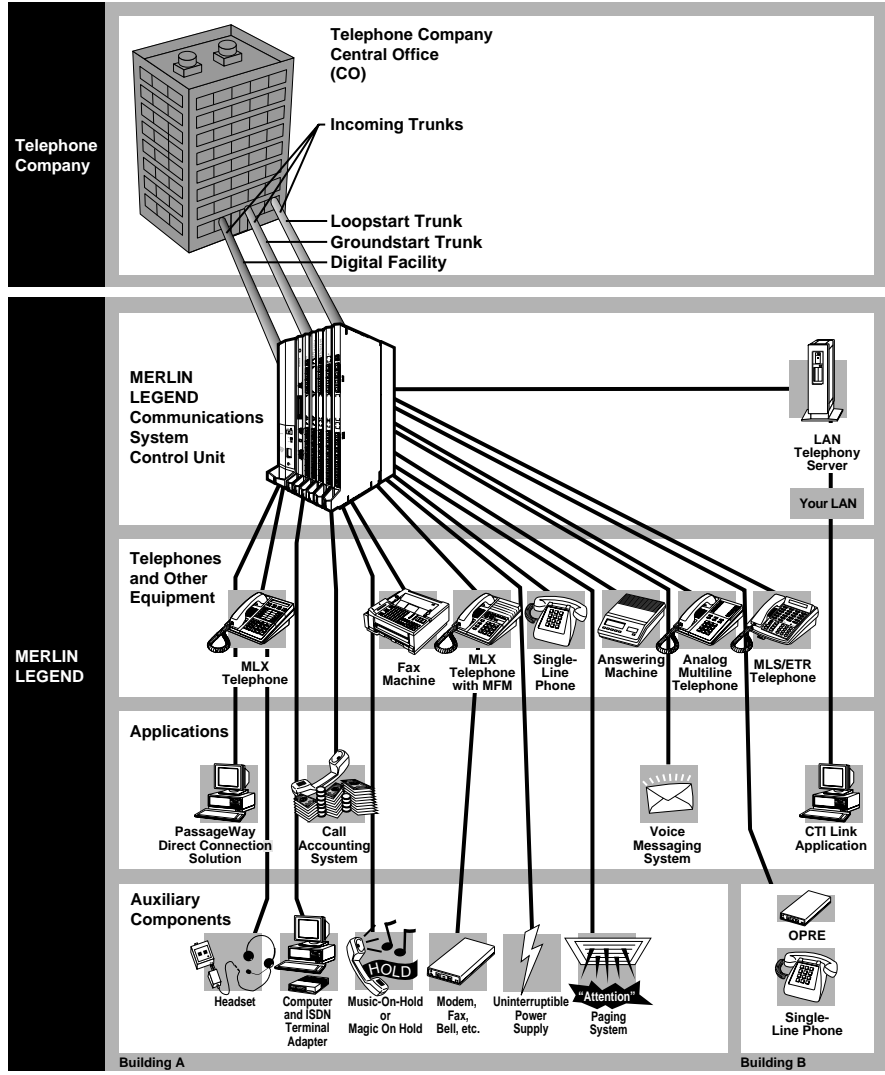 Telephone
Company
Telephone Company
Central Office
(CO)
Incoming Trunks
Loopstart Trunk
Groundstart Trunk
Digital Facility
MERLIN
LEGEND
MERLIN
LEGEND
Communications
System
Control Unit
LAN
Telephony
Server
Your LAN
Telephones
and Other
Equipment
MLX
Telephone
Fax
Machine
MLX
Telephone
with MFM
Single-
Line
Phone
Answering
Machine
Analog
Multiline
Telephone
MLS/ETR
Telephone
Applications
PassageWay
Direct Connection
Solution
Call
Accounting
System
Voice
Messaging
System
CTI Link
Application
Auxiliary
Components
Headset
Computer
and ISDN
Terminal
Adapter
HOLD
Music-On-Hold
or
Magic On Hold
Modem,
Fax,
Bell, etc.
Uninterruptible
Power
Supply
"Attention"
Paging
System
OPRE
Single-
Line Phone
Building A
Building B